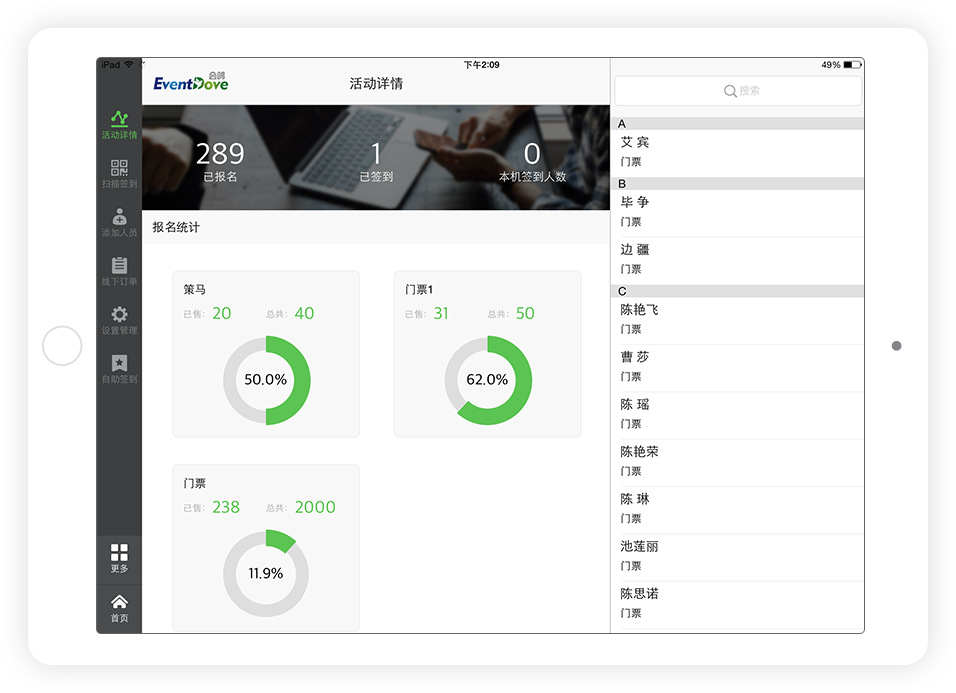 iPad
下午2:09
49%
会鸽
EventDove
活动详情
搜索
活动详情
扫描签到
添加人员
线下订单
设置管理
自助签到
更多
首页
289
已报名
1
已签到
0
本机签到人数
报名统计
策马
已售: 20 总共: 40
50.0%
门票1
已售: 31 总共: 50
62.0%
门票
已售: 238 总共: 2000
11.9%
A
艾 宾
门票
B
毕 争
门票
边 疆
门票
C
陈艳飞
门票
曹 莎
门票
陈 瑶
门票
陈艳荣
门票
陈 琳
门票
池莲丽
门票
陈思诺
门票